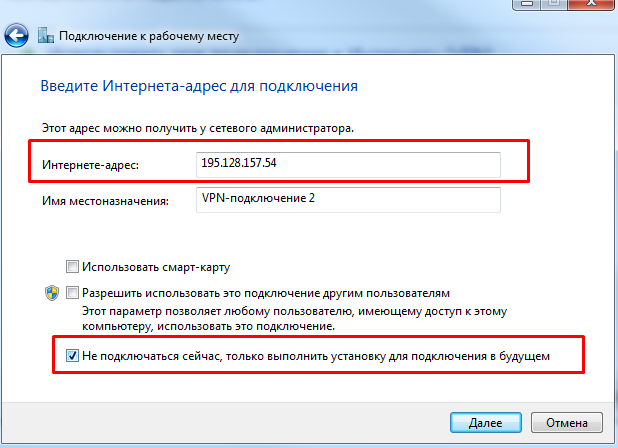 Подключение к рабочему месту
Введите Интернета-адрес для подключения
Этот адрес можно получить у сетевого администратора.
Интернете-адрес: 195.128.157.54
Имя местоназначения: VPN-подключение 2
Использовать смарт-карту
Разрешить использовать это подключение другим пользователям
Этот параметр позволяет любому пользователю, имеющему доступ к этому
компьютеру, использовать это подключение.
Не подключаться сейчас, только выполнить установку для подключения в будущем
Далее Отмена